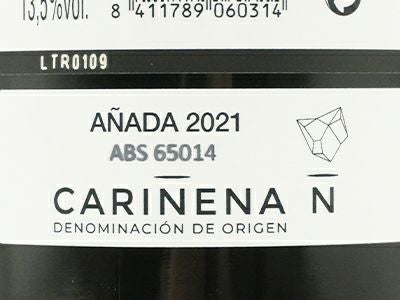 13,5%vol.
8 411789 060314
LTR0109
AÑADA 2021
ABS 65014
CARIÑENA Ñ
DENOMINACIÓN DE ORIGEN